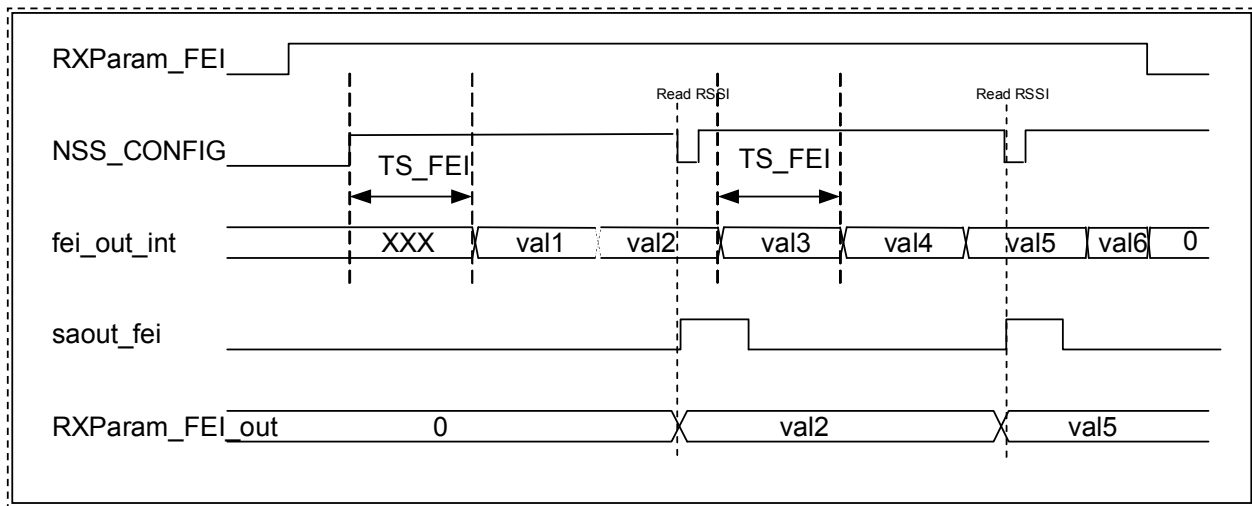 RXParam_FEI
Read RSSI Read RSSI
NSS_CONFIG
TS_FEI TS_FEI
fei_out_int XXX val1 val2 val3 val4 val5 val6 0
saout_fei
RXParam_FEI_out 0 val2 val5